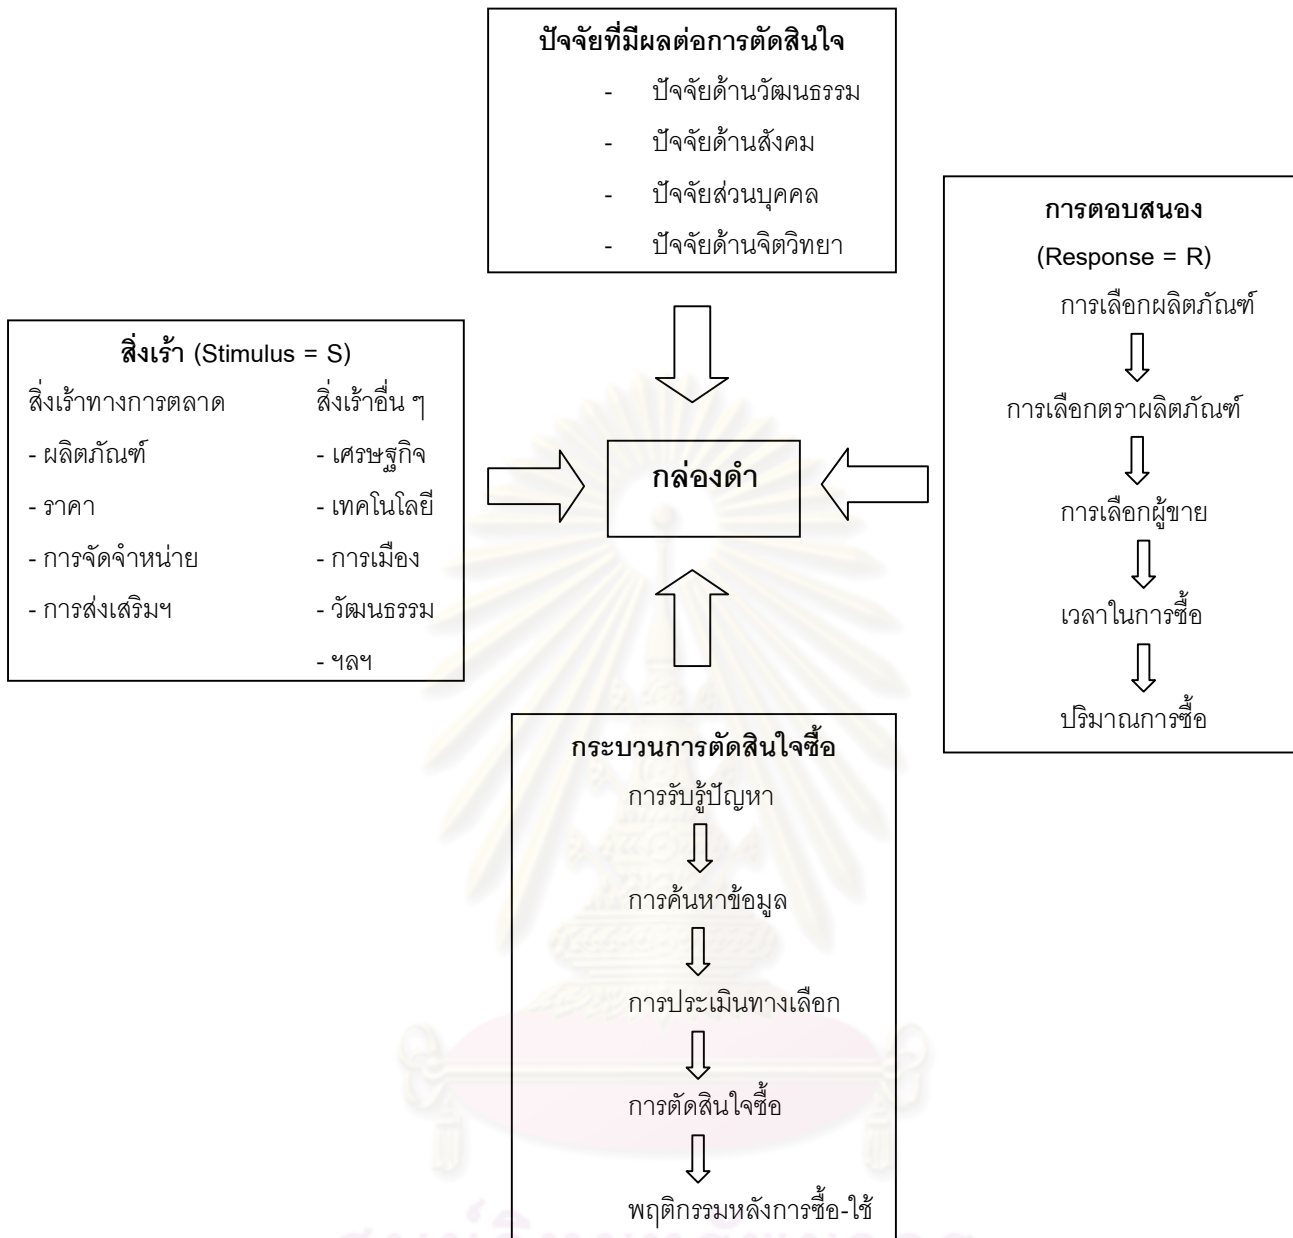 ปัจจัยที่มีผลต่อการตัดสินใจ
- ปัจจัยด้านวัฒนธรรม
- ปัจจัยด้านสังคม
- ปัจจัยส่วนบุคคล
- ปัจจัยด้านจิตวิทยา
สิ่งเร้า (Stimulus = S)
สิ่งเร้าทางการตลาด
- ผลิตภัณฑ์
- ราคา
- การจัดจำหน่าย
- การส่งเสริมฯ
สิ่งเร้าอื่น ๆ
- เศรษฐกิจ
- เทคโนโลยี
- การเมือง
- วัฒนธรรม
- ฯลฯ
กล่องดำ
การตอบสนอง
(Response = R)
การเลือกผลิตภัณฑ์
การเลือกตราผลิตภัณฑ์
การเลือกผู้ขาย
เวลาในการซื้อ
ปริมาณการซื้อ
กระบวนการตัดสินใจซื้อ
การรับรู้ปัญหา
การค้นหาข้อมูล
การประเมินทางเลือก
การตัดสินใจซื้อ
พฤติกรรมหลังการซื้อ-ใช้